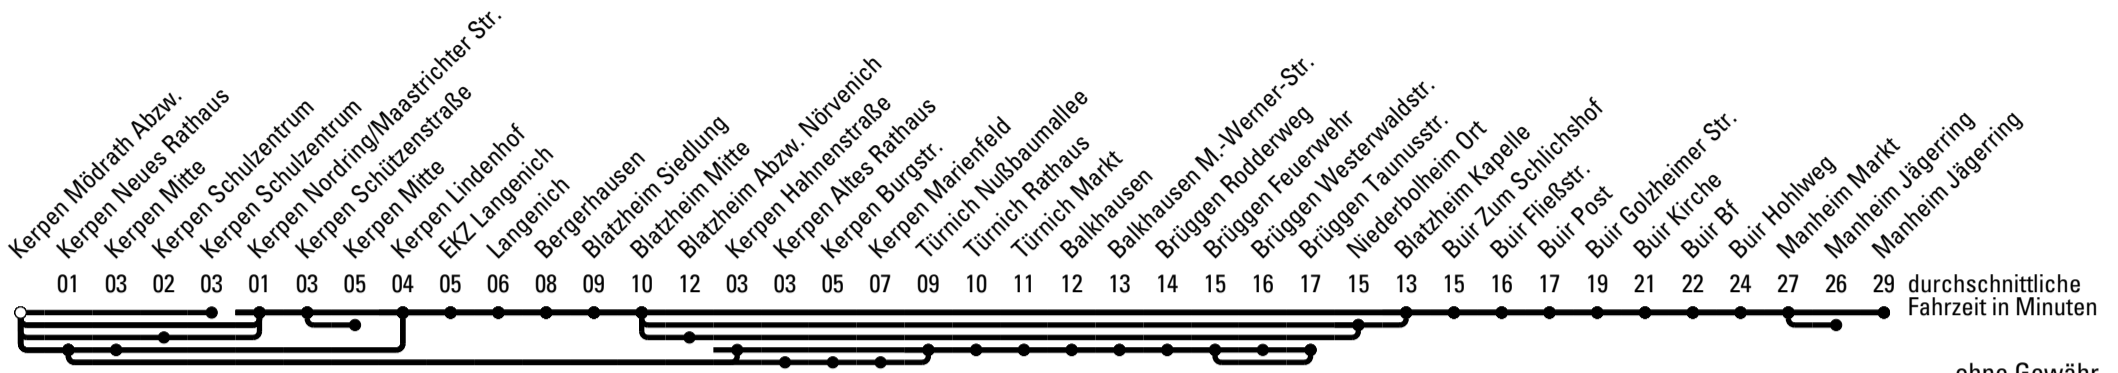 Kerpen Mödrath Abzw.
Kerpen Neues Rathaus
Kerpen Mitte
Kerpen Schulzentrum
Kerpen Schulzentrum
Kerpen Nordring/Maastrichter Str.
Kerpen Schützenstraße
Kerpen Mitte
Kerpen Lindenhof
EKZ Langenich
Langenich
Bergerhausen
Blatzheim Siedlung
Blatzheim Mitte
Blatzheim Abzw. Nörvenich
Kerpen Hahnenstraße
Kerpen Altes Rathaus
Kerpen Burgstr.
Kerpen Marienfeld
Türnich Nußbaumallee
Türnich Rathaus
Türnich Markt
Balkhausen
Balkhausen M.-Werner-Str.
Brüggen Rodderweg
Brüggen Feuerwehr
Brüggen Westerwaldstr.
Brüggen Taunusstr.
Niederbolheim Ort
Blatzheim Kapelle
Buir Zum Schlichshof
Buir Fließstr.
Buir Post
Buir Golzheimer Str.
Buir Kirche
Buir Bf
Buir Hohlweg
Manheim Markt
Manheim Jägerring
Manheim Jägerring
01 03 02 03 01 03 05 04 05 06 08 09 10 12 03 03 05 07 09 10 11 12 13 14 15 16 17 15 13 15 16 17 19 21 22 24 27 26 29 durchschnittliche
Fahrzeit in Minuten
ohne Gewähr